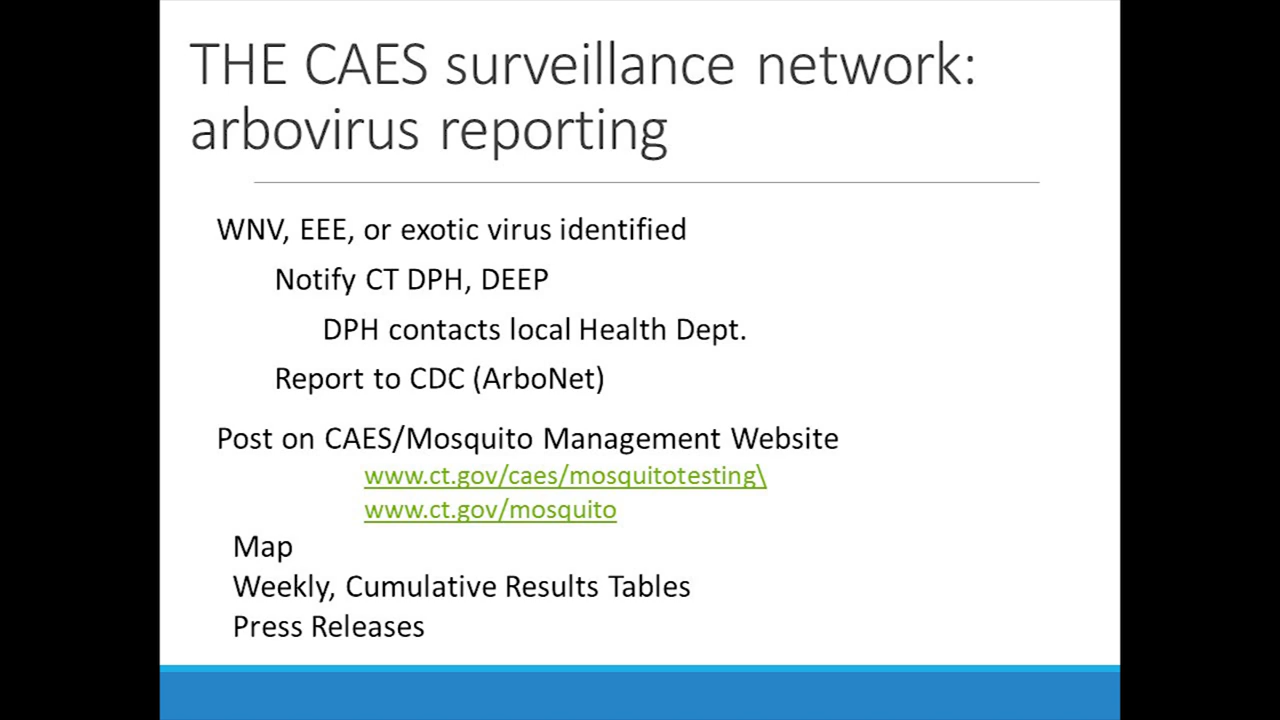 THE CAES surveillance network:
arbovirus reporting
WNV, EEE, or exotic virus identified
Notify CT DPH, DEEP
DPH contacts local Health Dept.
Report to CDC (ArboNet)
Post on CAES/Mosquito Management Website
www.ct.gov/caes/mosquitotesting\
www.ct.gov/mosquito
Map
Weekly, Cumulative Results Tables
Press Releases